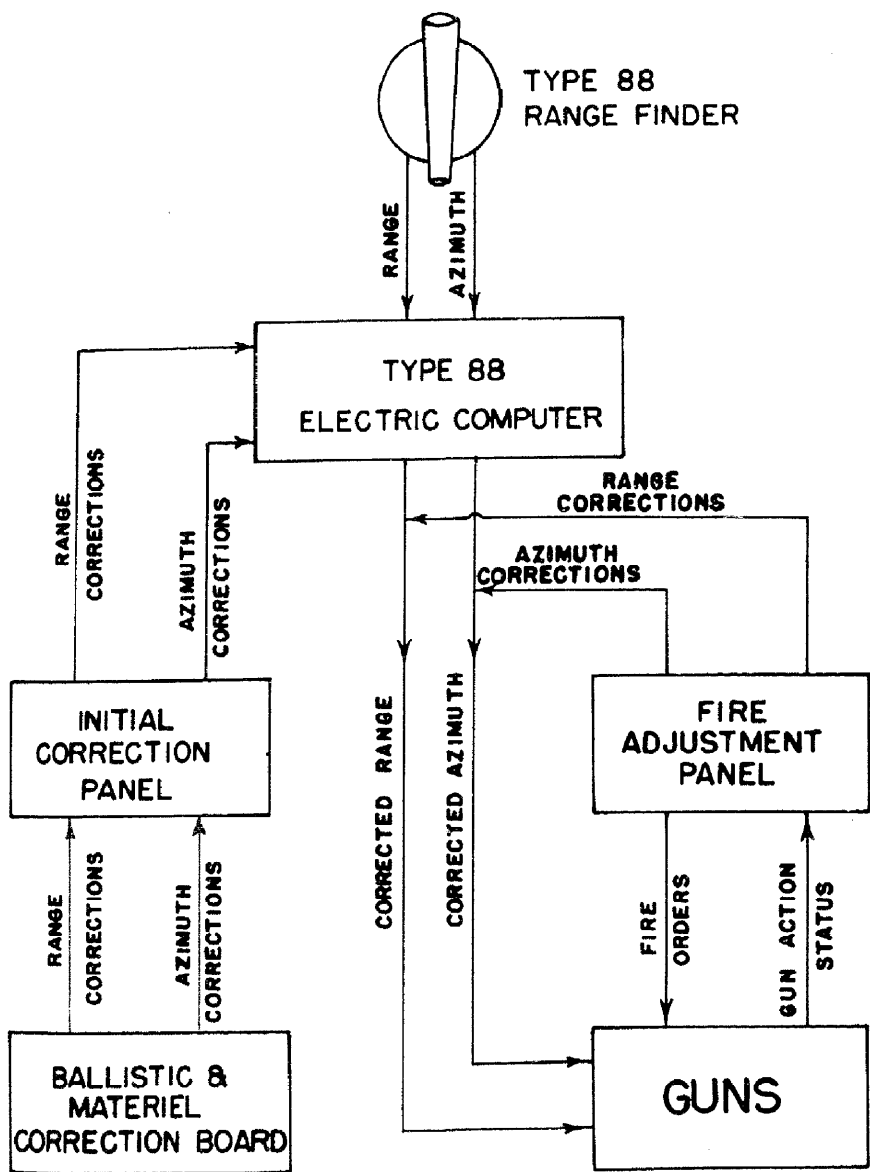 TYPE 88
RANGE FINDER
RANGE
AZIMUTH
TYPE 88
ELECTRIC COMPUTER
RANGE
CORRECTIONS
AZIMUTH
CORRECTIONS
RANGE
CORRECTIONS
AZIMUTH
CORRECTIONS
INITIAL
CORRECTION
PANEL
CORRECTED RANGE
CORRECTED AZIMUTH
FIRE
ADJUSTMENT
PANEL
RANGE
CORRECTIONS
AZIMUTH
CORRECTIONS
FIRE
ORDERS
GUN ACTION
STATUS
BALLISTIC &
MATERIEL
CORRECTION BOARD
GUNS